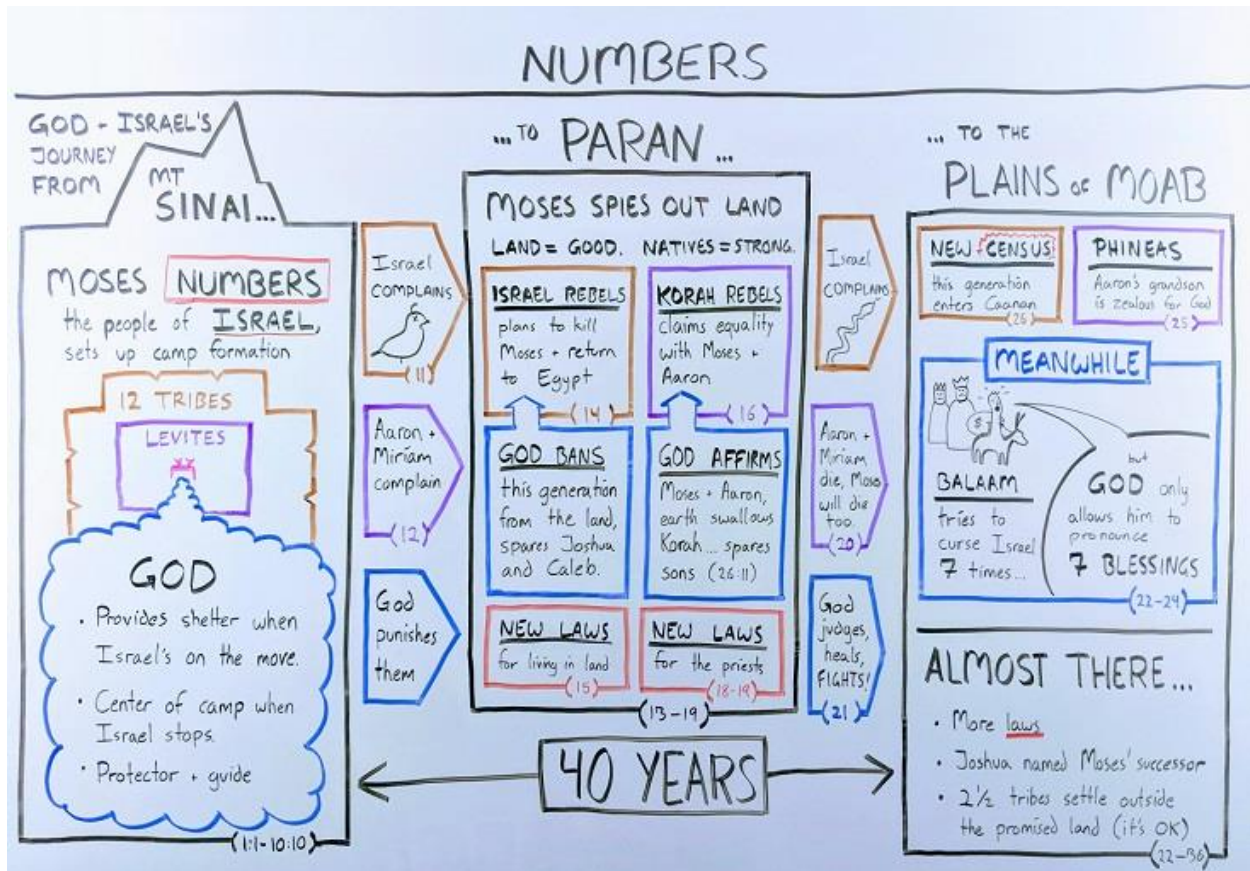 NUMBERS
GOD + ISRAEL'S
JOURNEY
FROM
MT
SINAI...
MOSES NUMBERS
the people of ISRAEL,
sets up camp formation
12 TRIBES
LEVITES
GOD
• Provides shelter when
Israel's on the move.
• Center of camp when
Israel stops.
• Protector + guide
(1:1-10:10)
Israel
COMPLAINS
(11)
Aaron +
Miriam
complain
(12)
God
punishes
them
... TO PARAN ...
MOSES SPIES OUT LAND
LAND = GOOD. NATIVES = STRONG.
ISRAEL REBELS
plans to kill
Moses + return
to Egypt
(14)
GOD BANS
this generation
from the land,
spares Joshua
and Caleb.
NEW LAWS
for living in land
(15)
KORAH REBELS
claims equality
with Moses +
Aaron
(16)
GOD AFFIRMS
Moses + Aaron,
earth swallows
Korah... spares
sons (26:11)
NEW LAWS
for the priests
(18-19)
(13-19)
40 YEARS
Israel
COMPLAINS
Aaron +
Miriam
die, Moses
will die
too.
(20)
God
judges,
heals,
FIGHTS!
(21)
... TO THE
PLAINS of MOAB
NEW CENSUS
this generation
enters Caanan
(26)
PHINEAS
Aaron's grandson
is zealous for God
(25)
MEANWHILE
$
BALAAM
tries to
curse Israel
7 times...
but
GOD only
allows him to
pronounce
7 BLESSINGS
(22-24)
ALMOST THERE...
• More laws
• Joshua named Moses' successor
• 2 1/2 tribes settle outside
the promised land (it's OK)
(22-36)